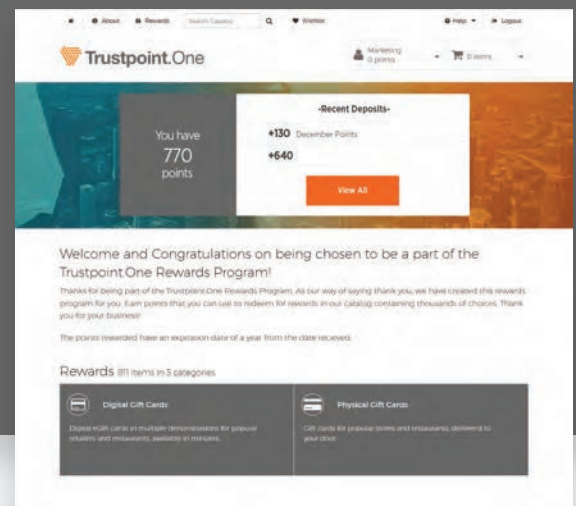 About Rewards Search Catalog Wishlist Help Logout
Trustpoint.One
Marketing
0 points
0 items
-Recent Deposits-
You have
770
points
+130 December Points
+640
View All
Welcome and Congratulations on being chosen to be a part of the
Trustpoint.One Rewards Program!
Thanks for being part of the Trustpoint.One Rewards Program. As our way of saying thank you, we have created this rewards
program for you. Earn points that you can use to redeem for rewards in our catalog containing thousands of choices. Thank
you for your business!
The points rewarded have an expiration date of a year from the date recieved.
Rewards 811 items in 3 categories
Digital Gift Cards
Digital eGift cards in multiple denominations for popular
retailers and restaurants, available in minutes.
Physical Gift Cards
Gift cards for popular stores and restaurants, delivered to
your door.